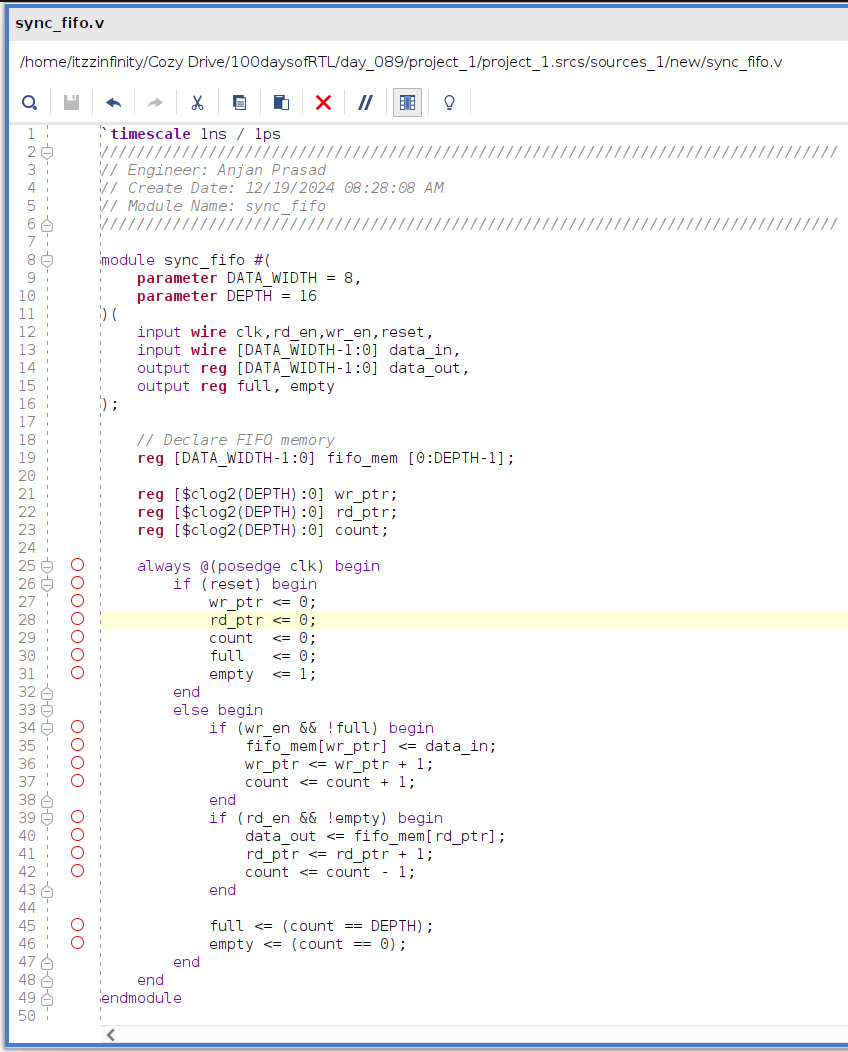 sync_fifo.v
/home/itzzinfinity/Cozy Drive/100daysofRTL/day_089/project_1/project_1.srcs/sources_1/new/sync_fifo.v
1 `timescale 1ns / 1ps
2 //////////////////////////////////////////////////////////////////////////////////
3 // Engineer: Anjan Prasad
4 // Create Date: 12/19/2024 08:28:08 AM
5 // Module Name: sync_fifo
6 //////////////////////////////////////////////////////////////////////////////////
7
8 module sync_fifo #(
9     parameter DATA_WIDTH = 8,
10     parameter DEPTH = 16
11 )(
12     input wire clk,rd_en,wr_en,reset,
13     input wire [DATA_WIDTH-1:0] data_in,
14     output reg [DATA_WIDTH-1:0] data_out,
15     output reg full, empty
16 );
17
18     // Declare FIFO memory
19     reg [DATA_WIDTH-1:0] fifo_mem [0:DEPTH-1];
20
21     reg [$clog2(DEPTH):0] wr_ptr;
22     reg [$clog2(DEPTH):0] rd_ptr;
23     reg [$clog2(DEPTH):0] count;
24
25     always @(posedge clk) begin
26         if (reset) begin
27             wr_ptr <= 0;
28             rd_ptr <= 0;
29             count  <= 0;
30             full   <= 0;
31             empty  <= 1;
32         end
33         else begin
34             if (wr_en && !full) begin
35                 fifo_mem[wr_ptr] <= data_in;
36                 wr_ptr <= wr_ptr + 1;
37                 count <= count + 1;
38             end
39             if (rd_en && !empty) begin
40                 data_out <= fifo_mem[rd_ptr];
41                 rd_ptr <= rd_ptr + 1;
42                 count <= count - 1;
43             end
44
45             full <= (count == DEPTH);
46             empty <= (count == 0);
47         end
48     end
49 endmodule
50